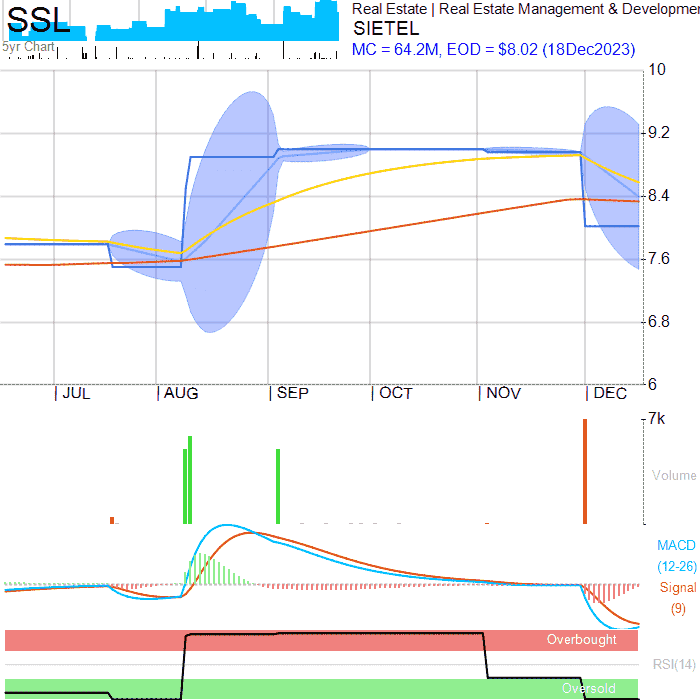 SSL
5yr Chart
Real Estate | Real Estate Management & Developmen
SIETEL
MC = 64.2M, EOD = $8.02 (18Dec2023)
10
9.2
8.4
7.6
6.8
6
JUL
AUG
SEP
OCT
NOV
DEC
7k
Volume
MACD
(12-26)
Signal
(9)
Overbought
RSI(14)
Oversold